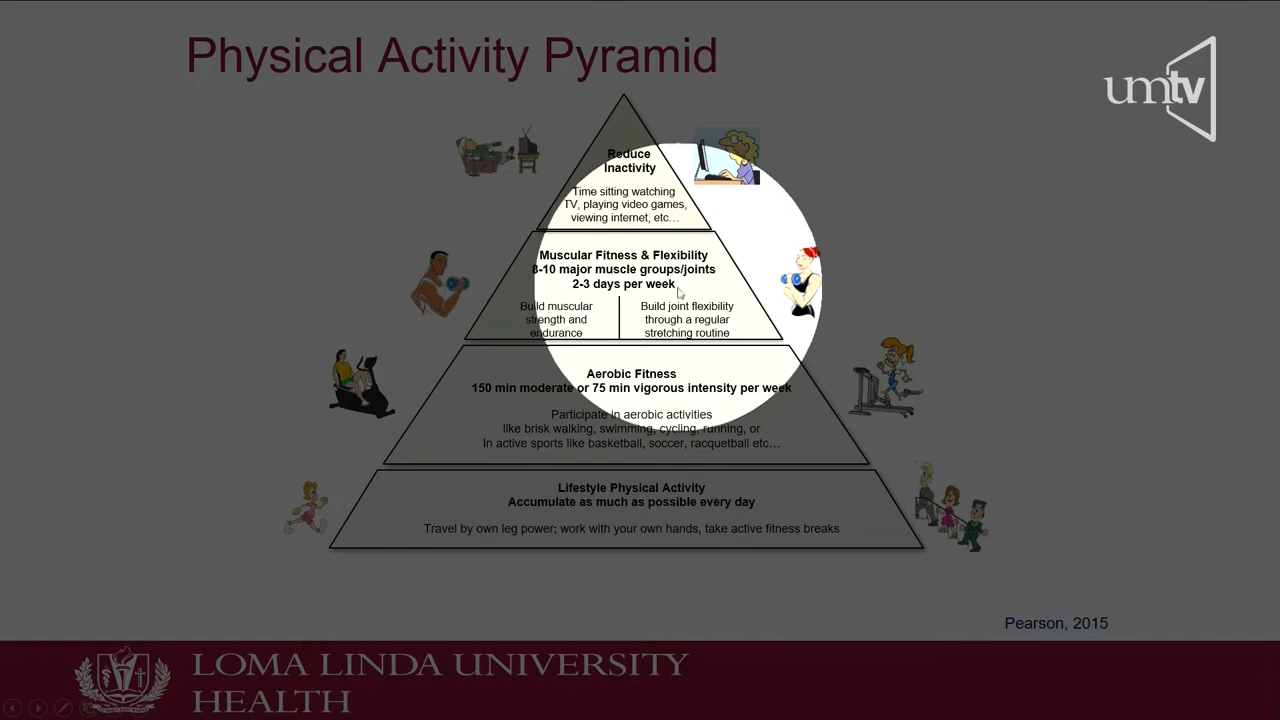 Physical Activity Pyramid
umtv
Reduce
Inactivity
Time sitting watching
TV, playing video games,
viewing internet, etc…
Muscular Fitness & Flexibility
8-10 major muscle groups/joints
2-3 days per week
Build muscular
strength and
endurance
Build joint flexibility
through a regular
stretching routine
Aerobic Fitness
150 min moderate or 75 min vigorous intensity per week
Participate in aerobic activities
like brisk walking, swimming, cycling, running, or
In active sports like basketball, soccer, racquetball etc…
Lifestyle Physical Activity
Accumulate as much as possible every day
Travel by own leg power; work with your own hands, take active fitness breaks
Pearson, 2015
LOMA LINDA UNIVERSITY
HEALTH